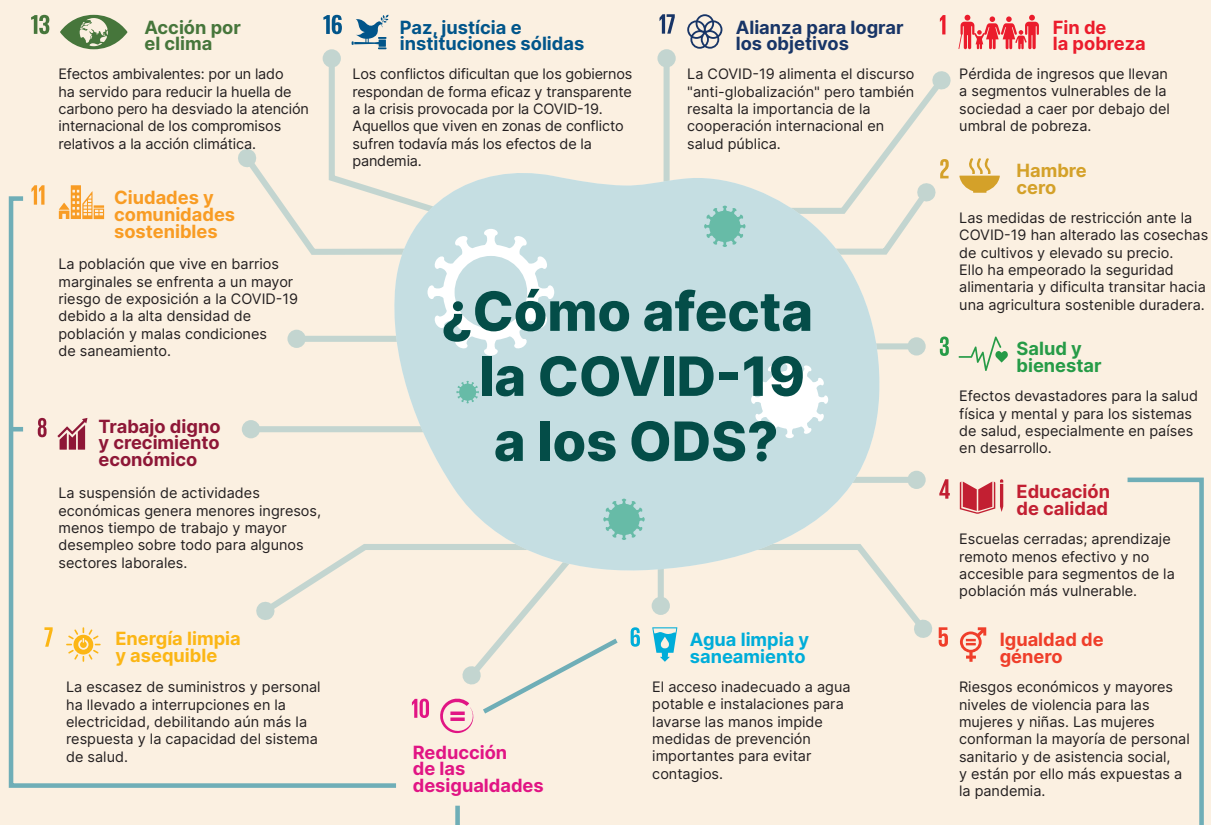 ¿Cómo afecta
la COVID-19
a los ODS?
13
Acción por
el clima
Efectos ambivalentes: por un lado
ha servido para reducir la huella de
carbono pero ha desviado la atención
internacional de los compromisos
relativos a la acción climática.
16
Paz, justícia e
instituciones sólidas
Los conflictos dificultan que los gobiernos
respondan de forma eficaz y transparente
a la crisis provocada por la COVID-19.
Aquellos que viven en zonas de conflicto
sufren todavía más los efectos de la
pandemia.
17
Alianza para lograr
los objetivos
La COVID-19 alimenta el discurso
"anti-globalización" pero también
resalta la importancia de la
cooperación internacional en
salud pública.
1
Fin de
la pobreza
Pérdida de ingresos que llevan
a segmentos vulnerables de la
sociedad a caer por debajo del
umbral de pobreza.
2
Hambre
cero
Las medidas de restricción ante la
COVID-19 han alterado las cosechas
de cultivos y elevado su precio.
Ello ha empeorado la seguridad
alimentaria y dificulta transitar hacia
una agricultura sostenible duradera.
3
Salud y
bienestar
Efectos devastadores para la salud
física y mental y para los sistemas
de salud, especialmente en países
en desarrollo.
4
Educación
de calidad
Escuelas cerradas; aprendizaje
remoto menos efectivo y no
accesible para segmentos de la
población más vulnerable.
5
Igualdad de
género
Riesgos económicos y mayores
niveles de violencia para las
mujeres y niñas. Las mujeres
conforman la mayoría de personal
sanitario y de asistencia social,
y están por ello más expuestas a
la pandemia.
6
Agua limpia y
saneamiento
El acceso inadecuado a agua
potable e instalaciones para
lavarse las manos impide
medidas de prevención
importantes para evitar
contagios.
10
Reducción
de las
desigualdades
7
Energía limpia
y asequible
La escasez de suministros y personal
ha llevado a interrupciones en la
electricidad, debilitando aún más la
respuesta y la capacidad del sistema
de salud.
8
Trabajo digno
y crecimiento
económico
La suspensión de actividades
económicas genera menores ingresos,
menos tiempo de trabajo y mayor
desempleo sobre todo para algunos
sectores laborales.
11
Ciudades y
comunidades
sostenibles
La población que vive en barrios
marginales se enfrenta a un mayor
riesgo de exposición a la COVID-19
debido a la alta densidad de
población y malas condiciones
de saneamiento.